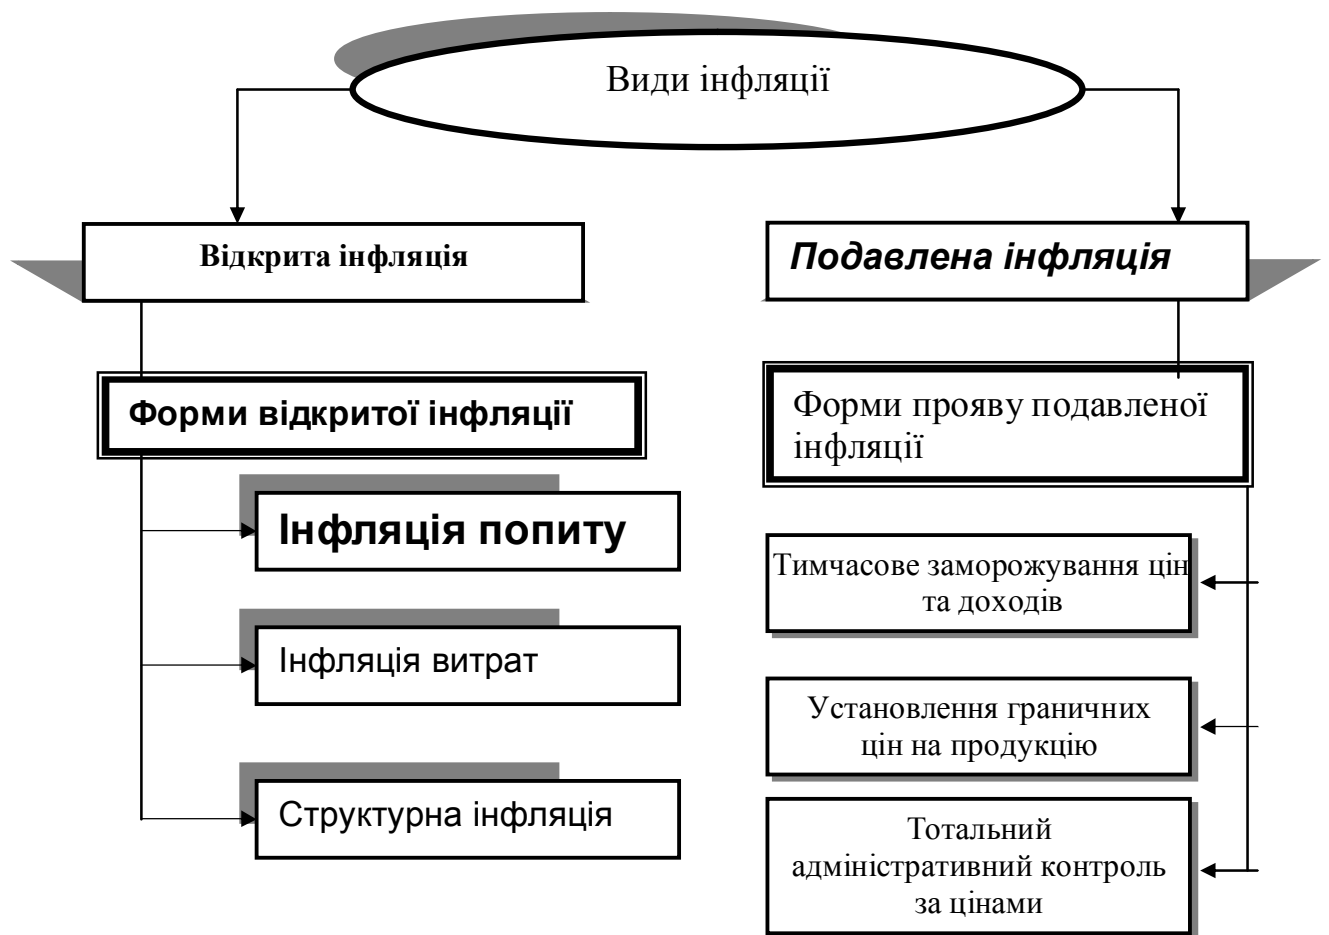 Види інфляції
Відкрита інфляція
Подавлена інфляція
Форми відкритої інфляції
Форми прояву подавленої
інфляції
Інфляція попиту
Інфляція витрат
Структурна інфляція
Тимчасове заморожування цін
та доходів
Установлення граничних
цін на продукцію
Тотальний
адміністративний контроль
за цінами